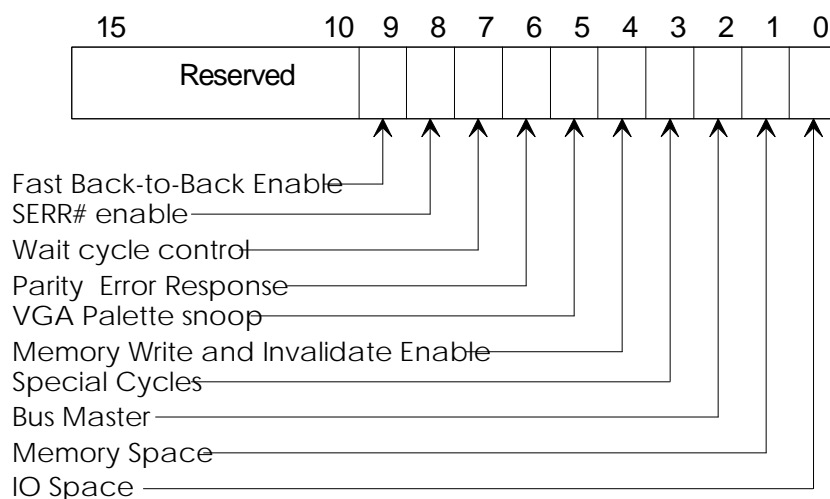 15 10 9 8 7 6 5 4 3 2 1 0
Reserved
Fast Back-to-Back Enable
SERR# enable
Wait cycle control
Parity Error Response
VGA Palette snoop
Memory Write and Invalidate Enable
Special Cycles
Bus Master
Memory Space
IO Space